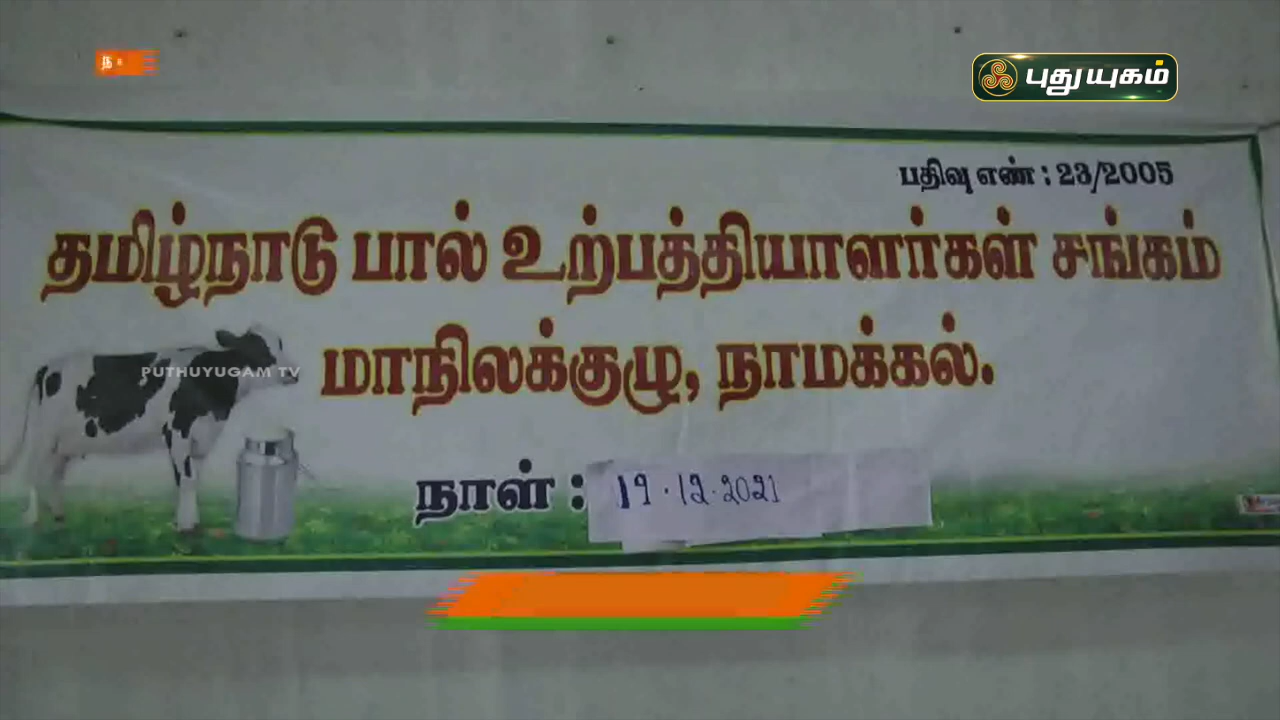 ந
புதுயுகம்
பதிவு எண் : 23/2005
தமிழ்நாடு பால் உற்பத்தியாளர்கள் சங்கம்
மாநிலக்குழு, நாமக்கல்.
PUTHUYUGAM TV
நாள் : 19.12.2021